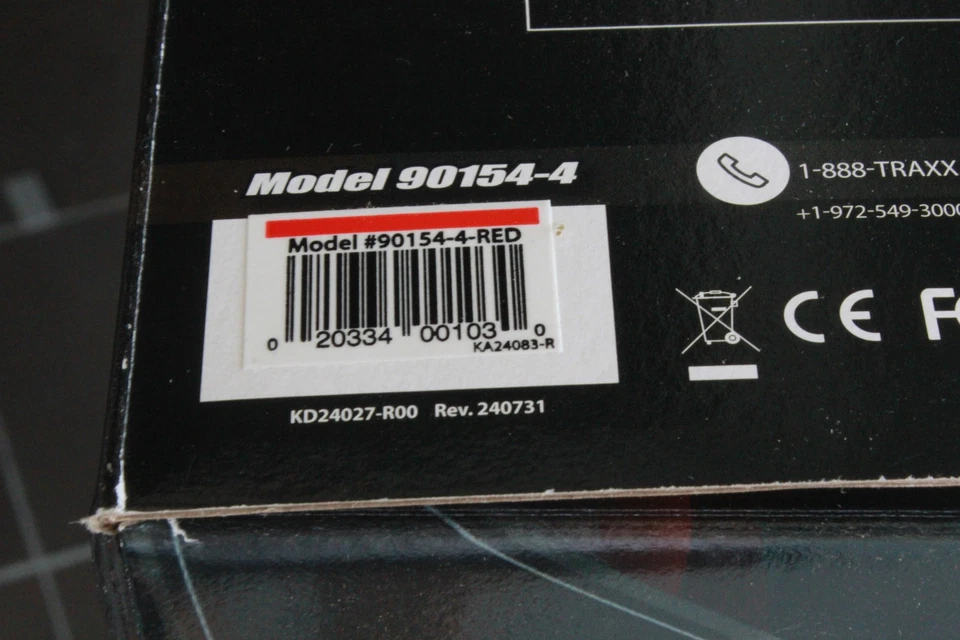 Model 90154-4
1-888-TRAXX
+1-972-549-3000
Model #90154-4-RED
0 20334 00103 0
KA24083-R
CE FC
KD24027-R00 Rev. 240731